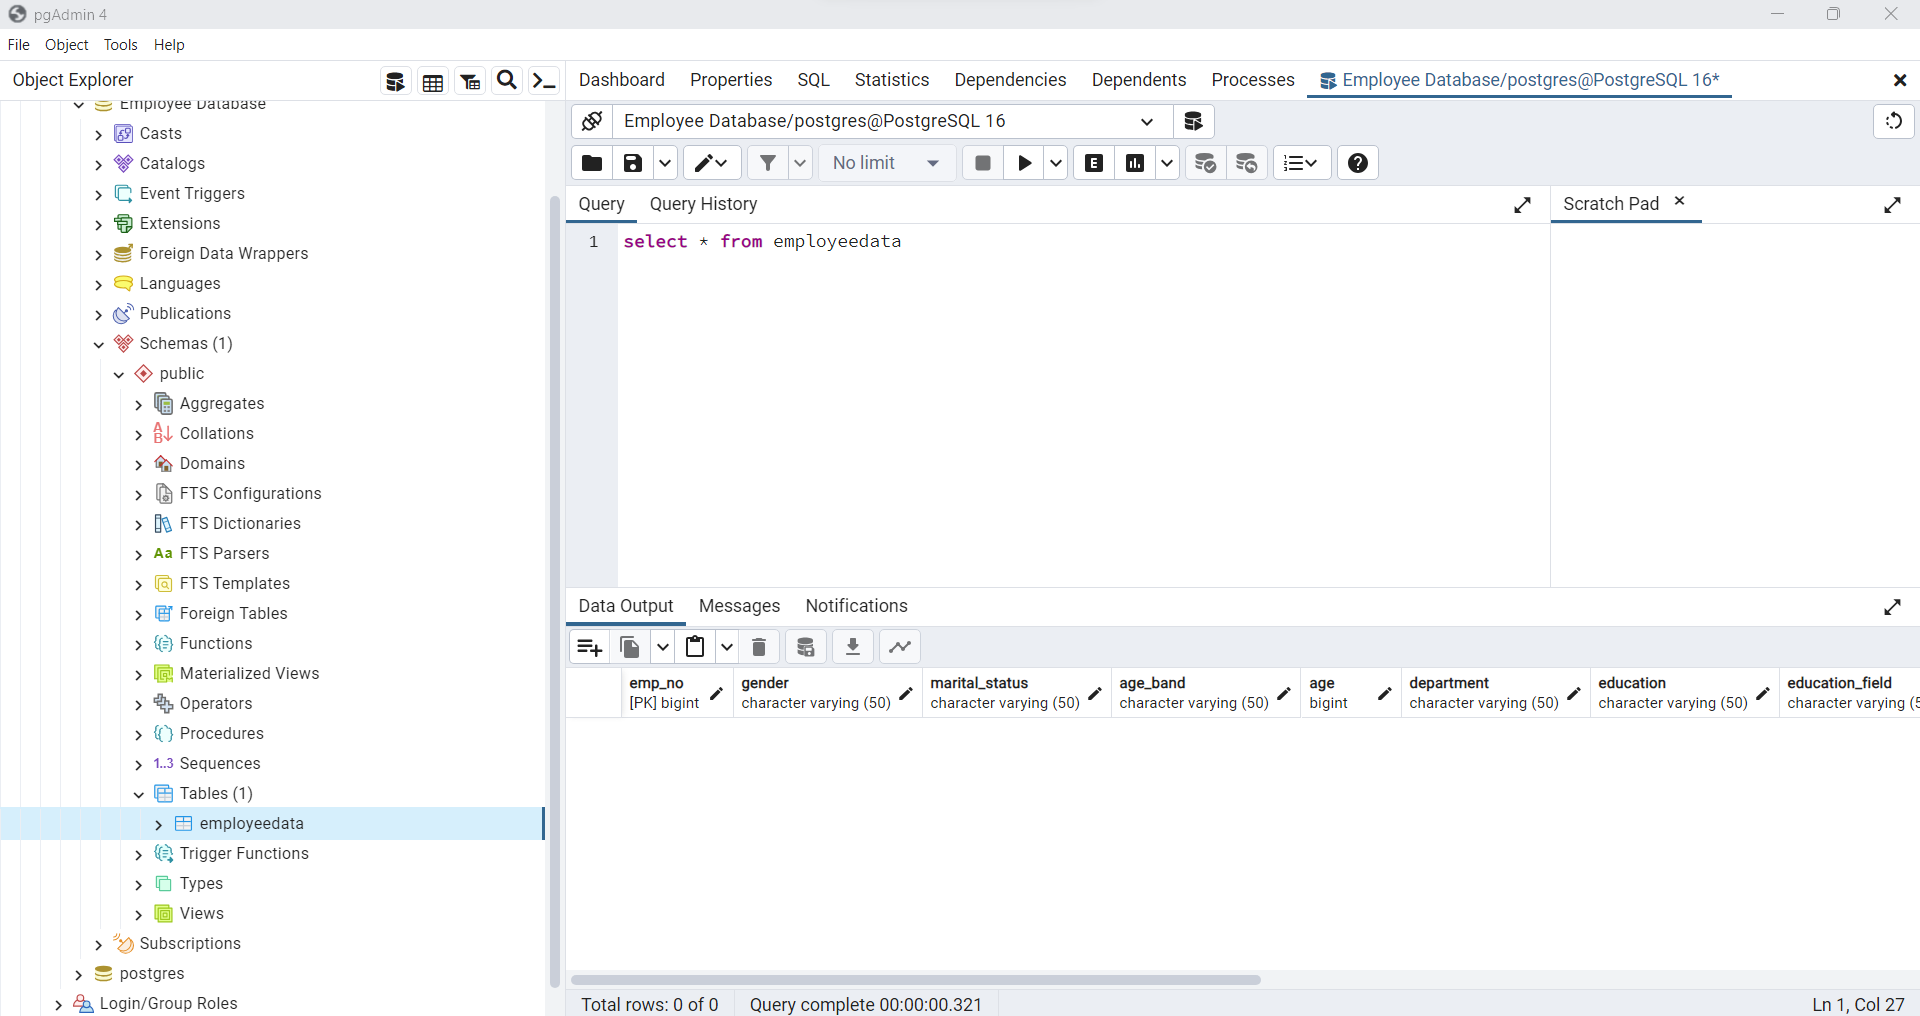 pgAdmin 4
File Object Tools Help
Object Explorer
Dashboard Properties SQL Statistics Dependencies Dependents Processes Employee Database/postgres@PostgreSQL 16*
Employee Database
Casts
Catalogs
Event Triggers
Extensions
Foreign Data Wrappers
Languages
Publications
Schemas (1)
public
Aggregates
Collations
Domains
FTS Configurations
FTS Dictionaries
Aa FTS Parsers
FTS Templates
Foreign Tables
Functions
Materialized Views
Operators
Procedures
1..3 Sequences
Tables (1)
employeedata
Trigger Functions
Types
Views
Subscriptions
postgres
Login/Group Roles
Employee Database/postgres@PostgreSQL 16
No limit E
Query Query History Scratch Pad
1 select * from employeedata
Data Output Messages Notifications
emp_no gender marital_status age_band age department education education_field
[PK] bigint character varying (50) character varying (50) character varying (50) bigint character varying (50) character varying (50) character varying (5
Total rows: 0 of 0 Query complete 00:00:00.321 Ln 1, Col 27